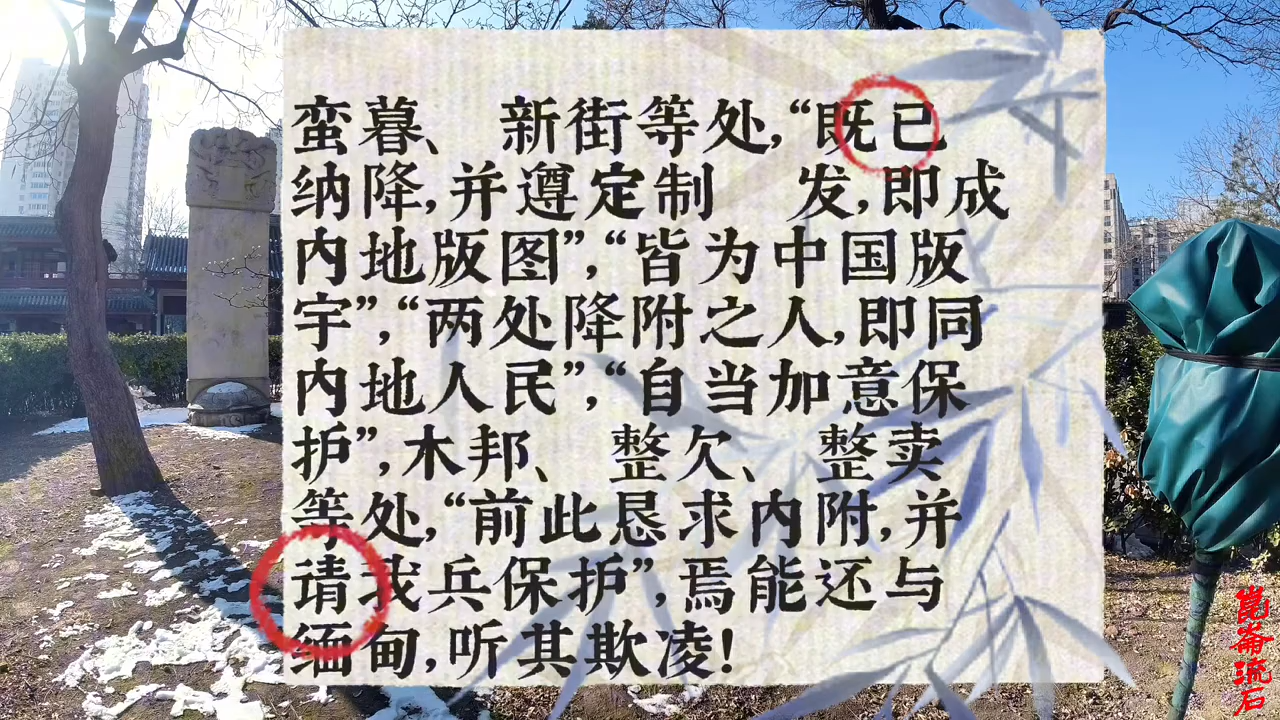 蛮暮、 新街等处，“既已
纳降，并遵定制 发，即成
内地版图”，“皆为中国版
宇”，“两处降附之人，即同
内地人民”，“自当加意保
护”，木邦、 整欠、 整卖
等处，“前此恳求内附，并
请我兵保护”，焉能还与
缅甸，听其欺凌！
崑崙琉石